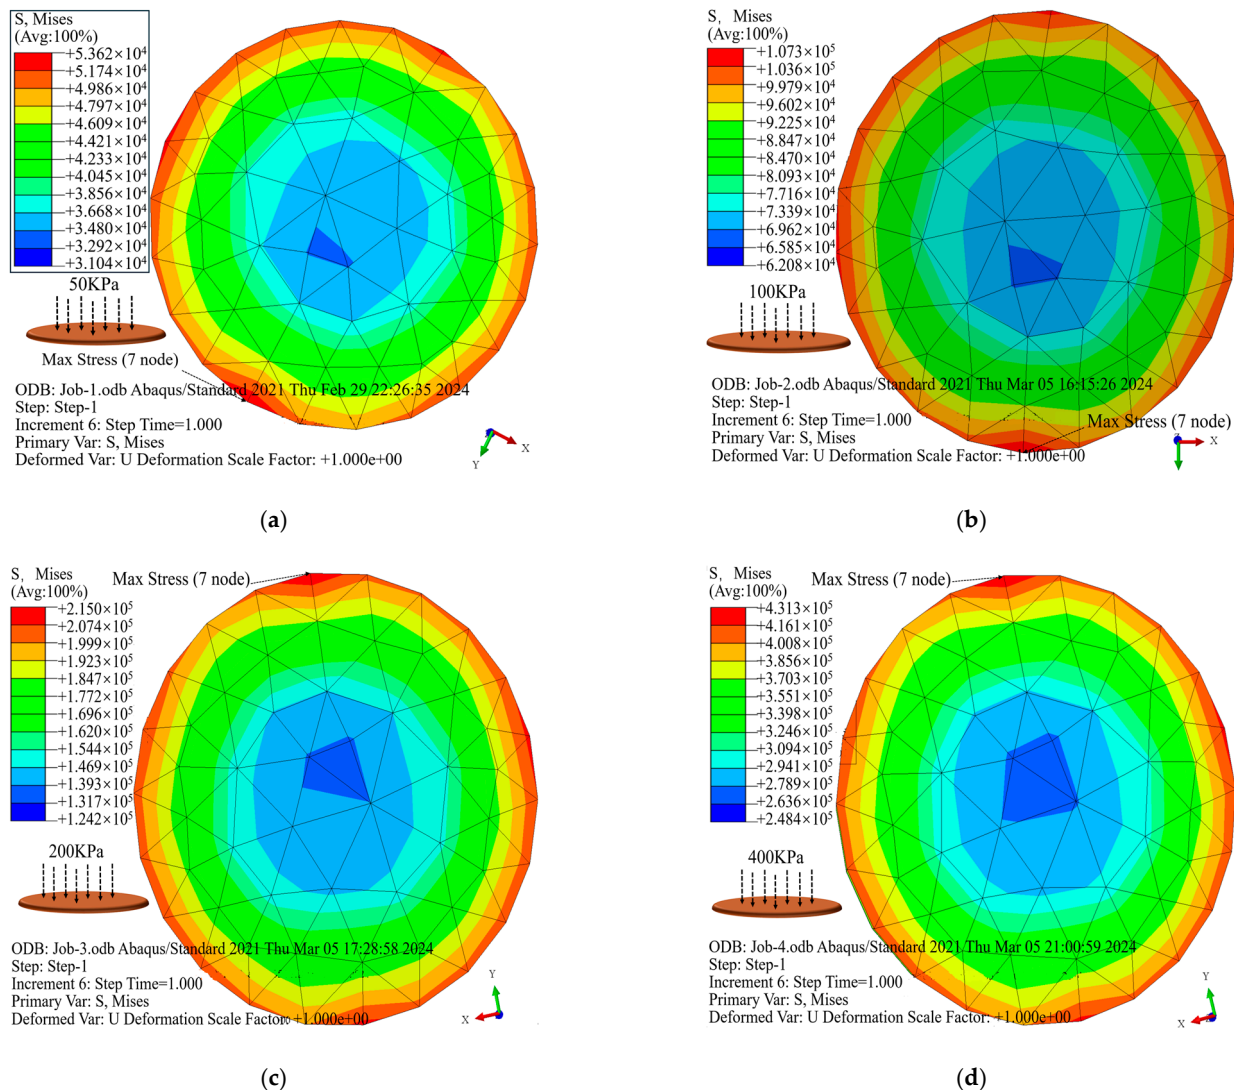 S, Mises
(Avg:100%)
+5.362×10⁴
+5.174×10⁴
+4.986×10⁴
+4.797×10⁴
+4.609×10⁴
+4.421×10⁴
+4.233×10⁴
+4.045×10⁴
+3.856×10⁴
+3.668×10⁴
+3.480×10⁴
+3.292×10⁴
+3.104×10⁴
50KPa
Max Stress (7 node)
ODB: Job-1.odb Abaqus/Standard 2021 Thu Feb 29 22:26:35 2024
Step: Step-1
Increment 6: Step Time=1.000
Primary Var: S, Mises
Deformed Var: U Deformation Scale Factor: +1.000e+00
X
Y
(a)
S, Mises
(Avg:100%)
+1.073×10⁵
+1.036×10⁵
+9.979×10⁴
+9.602×10⁴
+9.225×10⁴
+8.847×10⁴
+8.470×10⁴
+8.093×10⁴
+7.716×10⁴
+7.339×10⁴
+6.962×10⁴
+6.585×10⁴
+6.208×10⁴
100KPa
ODB: Job-2.odb Abaqus/Standard 2021 Thu Mar 05 16:15:26 2024
Step: Step-1
Increment 6: Step Time=1.000
Max Stress (7 node)
Primary Var: S, Mises
Deformed Var: U Deformation Scale Factor: +1.000e+00
X
(b)
S, Mises
(Avg:100%)
Max Stress (7 node)
+2.150×10⁵
+2.074×10⁵
+1.999×10⁵
+1.923×10⁵
+1.847×10⁵
+1.772×10⁵
+1.696×10⁵
+1.620×10⁵
+1.544×10⁵
+1.469×10⁵
+1.393×10⁵
+1.317×10⁵
+1.242×10⁵
200KPa
ODB: Job-3.odb Abaqus/Standard 2021 Thu Mar 05 17:28:58 2024
Step: Step-1
Increment 6: Step Time=1.000
Primary Var: S, Mises
Deformed Var: U Deformation Scale Factor: +1.000e+00
Y
X
(c)
S, Mises
(Avg:100%)
Max Stress (7 node)
+4.313×10⁵
+4.161×10⁵
+4.008×10⁵
+3.856×10⁵
+3.703×10⁵
+3.551×10⁵
+3.398×10⁵
+3.246×10⁵
+3.094×10⁵
+2.941×10⁵
+2.789×10⁵
+2.636×10⁵
+2.484×10⁵
400KPa
ODB: Job-4.odb Abaqus/Standard 2021 Thu Mar 05 21:00:59 2024
Step: Step-1
Increment 6: Step Time=1.000
Primary Var: S, Mises
Deformed Var: U Deformation Scale Factor: +1.000e+00
Y
X
(d)